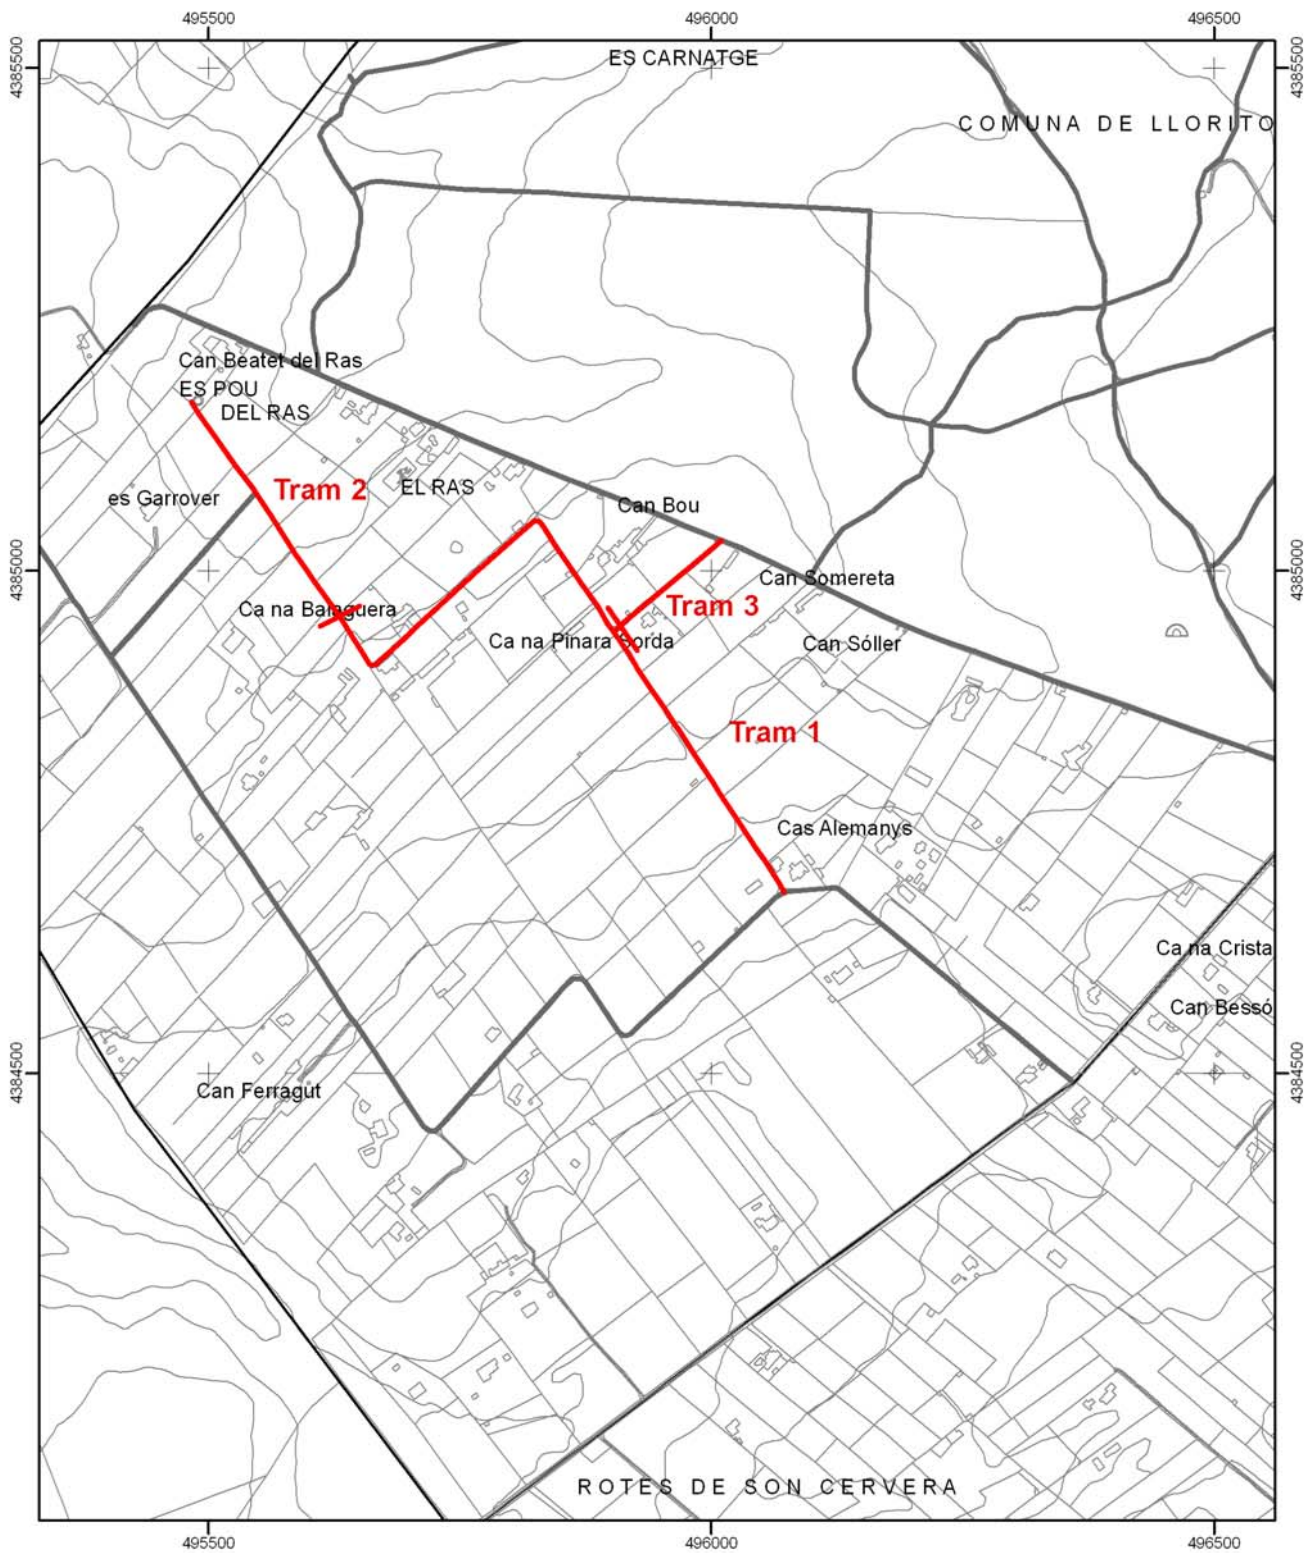 495500
496000
496500
4385500
4385500
ES CARNATGE
COMUNA DE LLORITO
Can Beatet del Ras
ES POU
DEL RAS
Tram 2
EL RAS
es Garrover
Can Bou
4385000
4385000
Can Somereta
Ca na Balaguera
Tram 3
Ca na Pinara Sorda
Can Sóller
Tram 1
Cas Alemanys
Ca na Crista
Can Bessó
4384500
4384500
Can Ferragut
ROTES DE SON CERVERA
495500
496000
496500